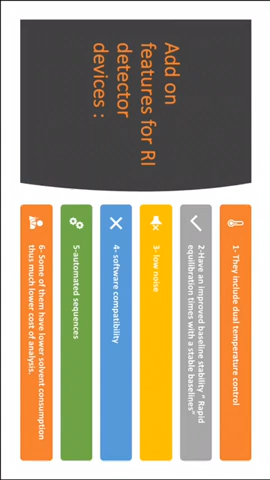 Add on
features for RI
detector
devices :
1- They include dual temperature control
2-Have an improved baseline stability " Rapid
equilibration times with a stable baselines"
3- low noise
4- software compatibility
5-automated sequences
6- Some of them have lower solvent consumption
thus much lower cost of analysis.